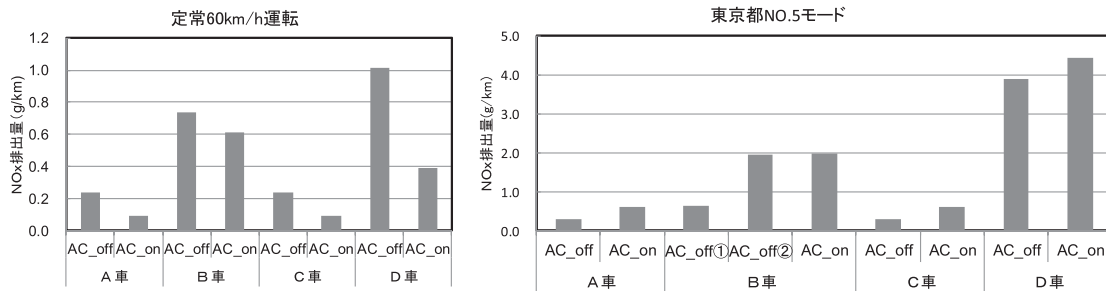 定常60km/h運転
NOx排出量(g/km)
1.2
1.0
0.8
0.6
0.4
0.2
0.0
AC_off AC_on AC_off AC_on AC_off AC_on AC_off AC_on
A車 B車 C車 D車
東京都NO.5モード
NOx排出量(g/km)
5.0
4.0
3.0
2.0
1.0
0.0
AC_off AC_on AC_off① AC_off② AC_on AC_off AC_on AC_off AC_on
A車 B車 C車 D車